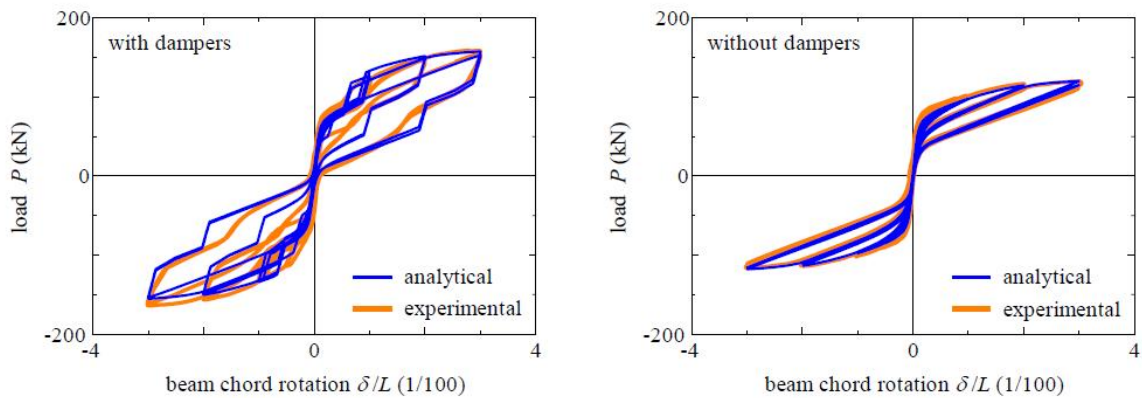 200
with dampers
load P (kN)
0
analytical
experimental
-200
-4
0
4
beam chord rotation δ/L (1/100)
200
without dampers
load P (kN)
0
analytical
experimental
-200
-4
0
4
beam chord rotation δ/L (1/100)